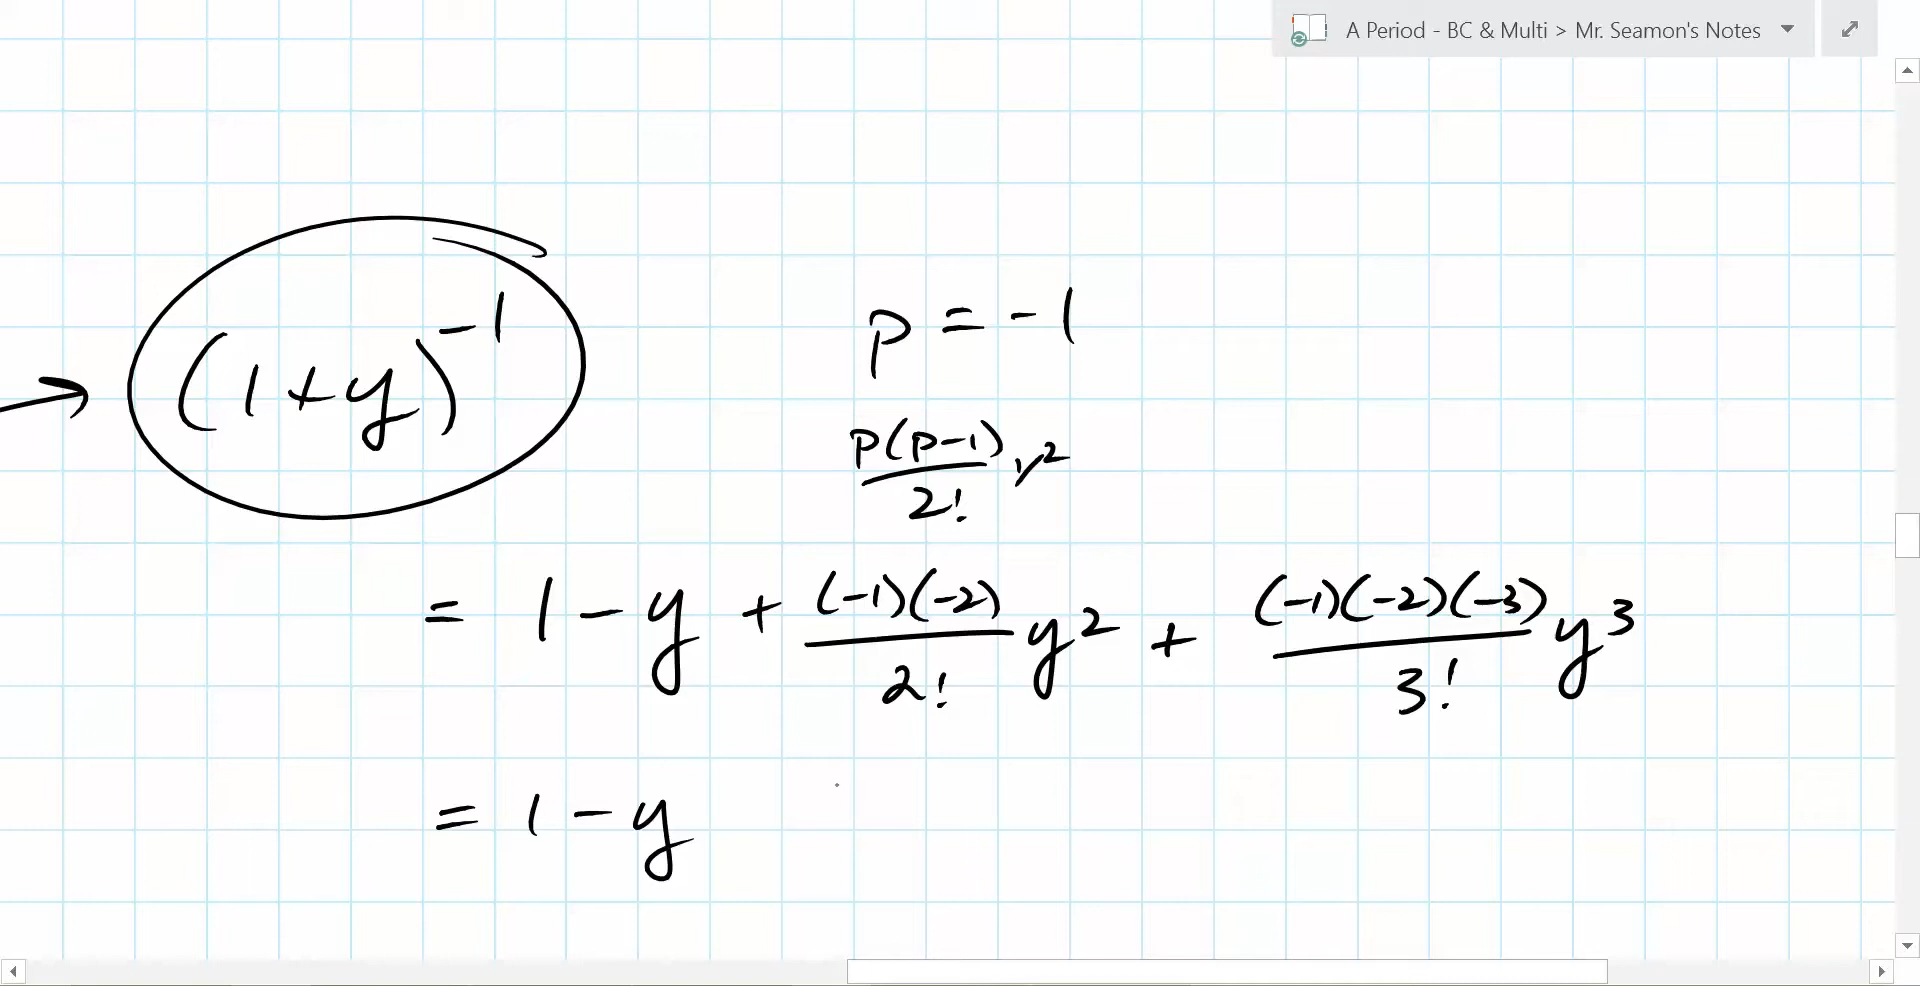 A Period - BC & Multi > Mr. Seamon's Notes
(1+y)^-1
p = -1
p(p-1)/2! y^2
= 1 - y + (-1)(-2)/2! y^2 + (-1)(-2)(-3)/3! y^3
= 1 - y